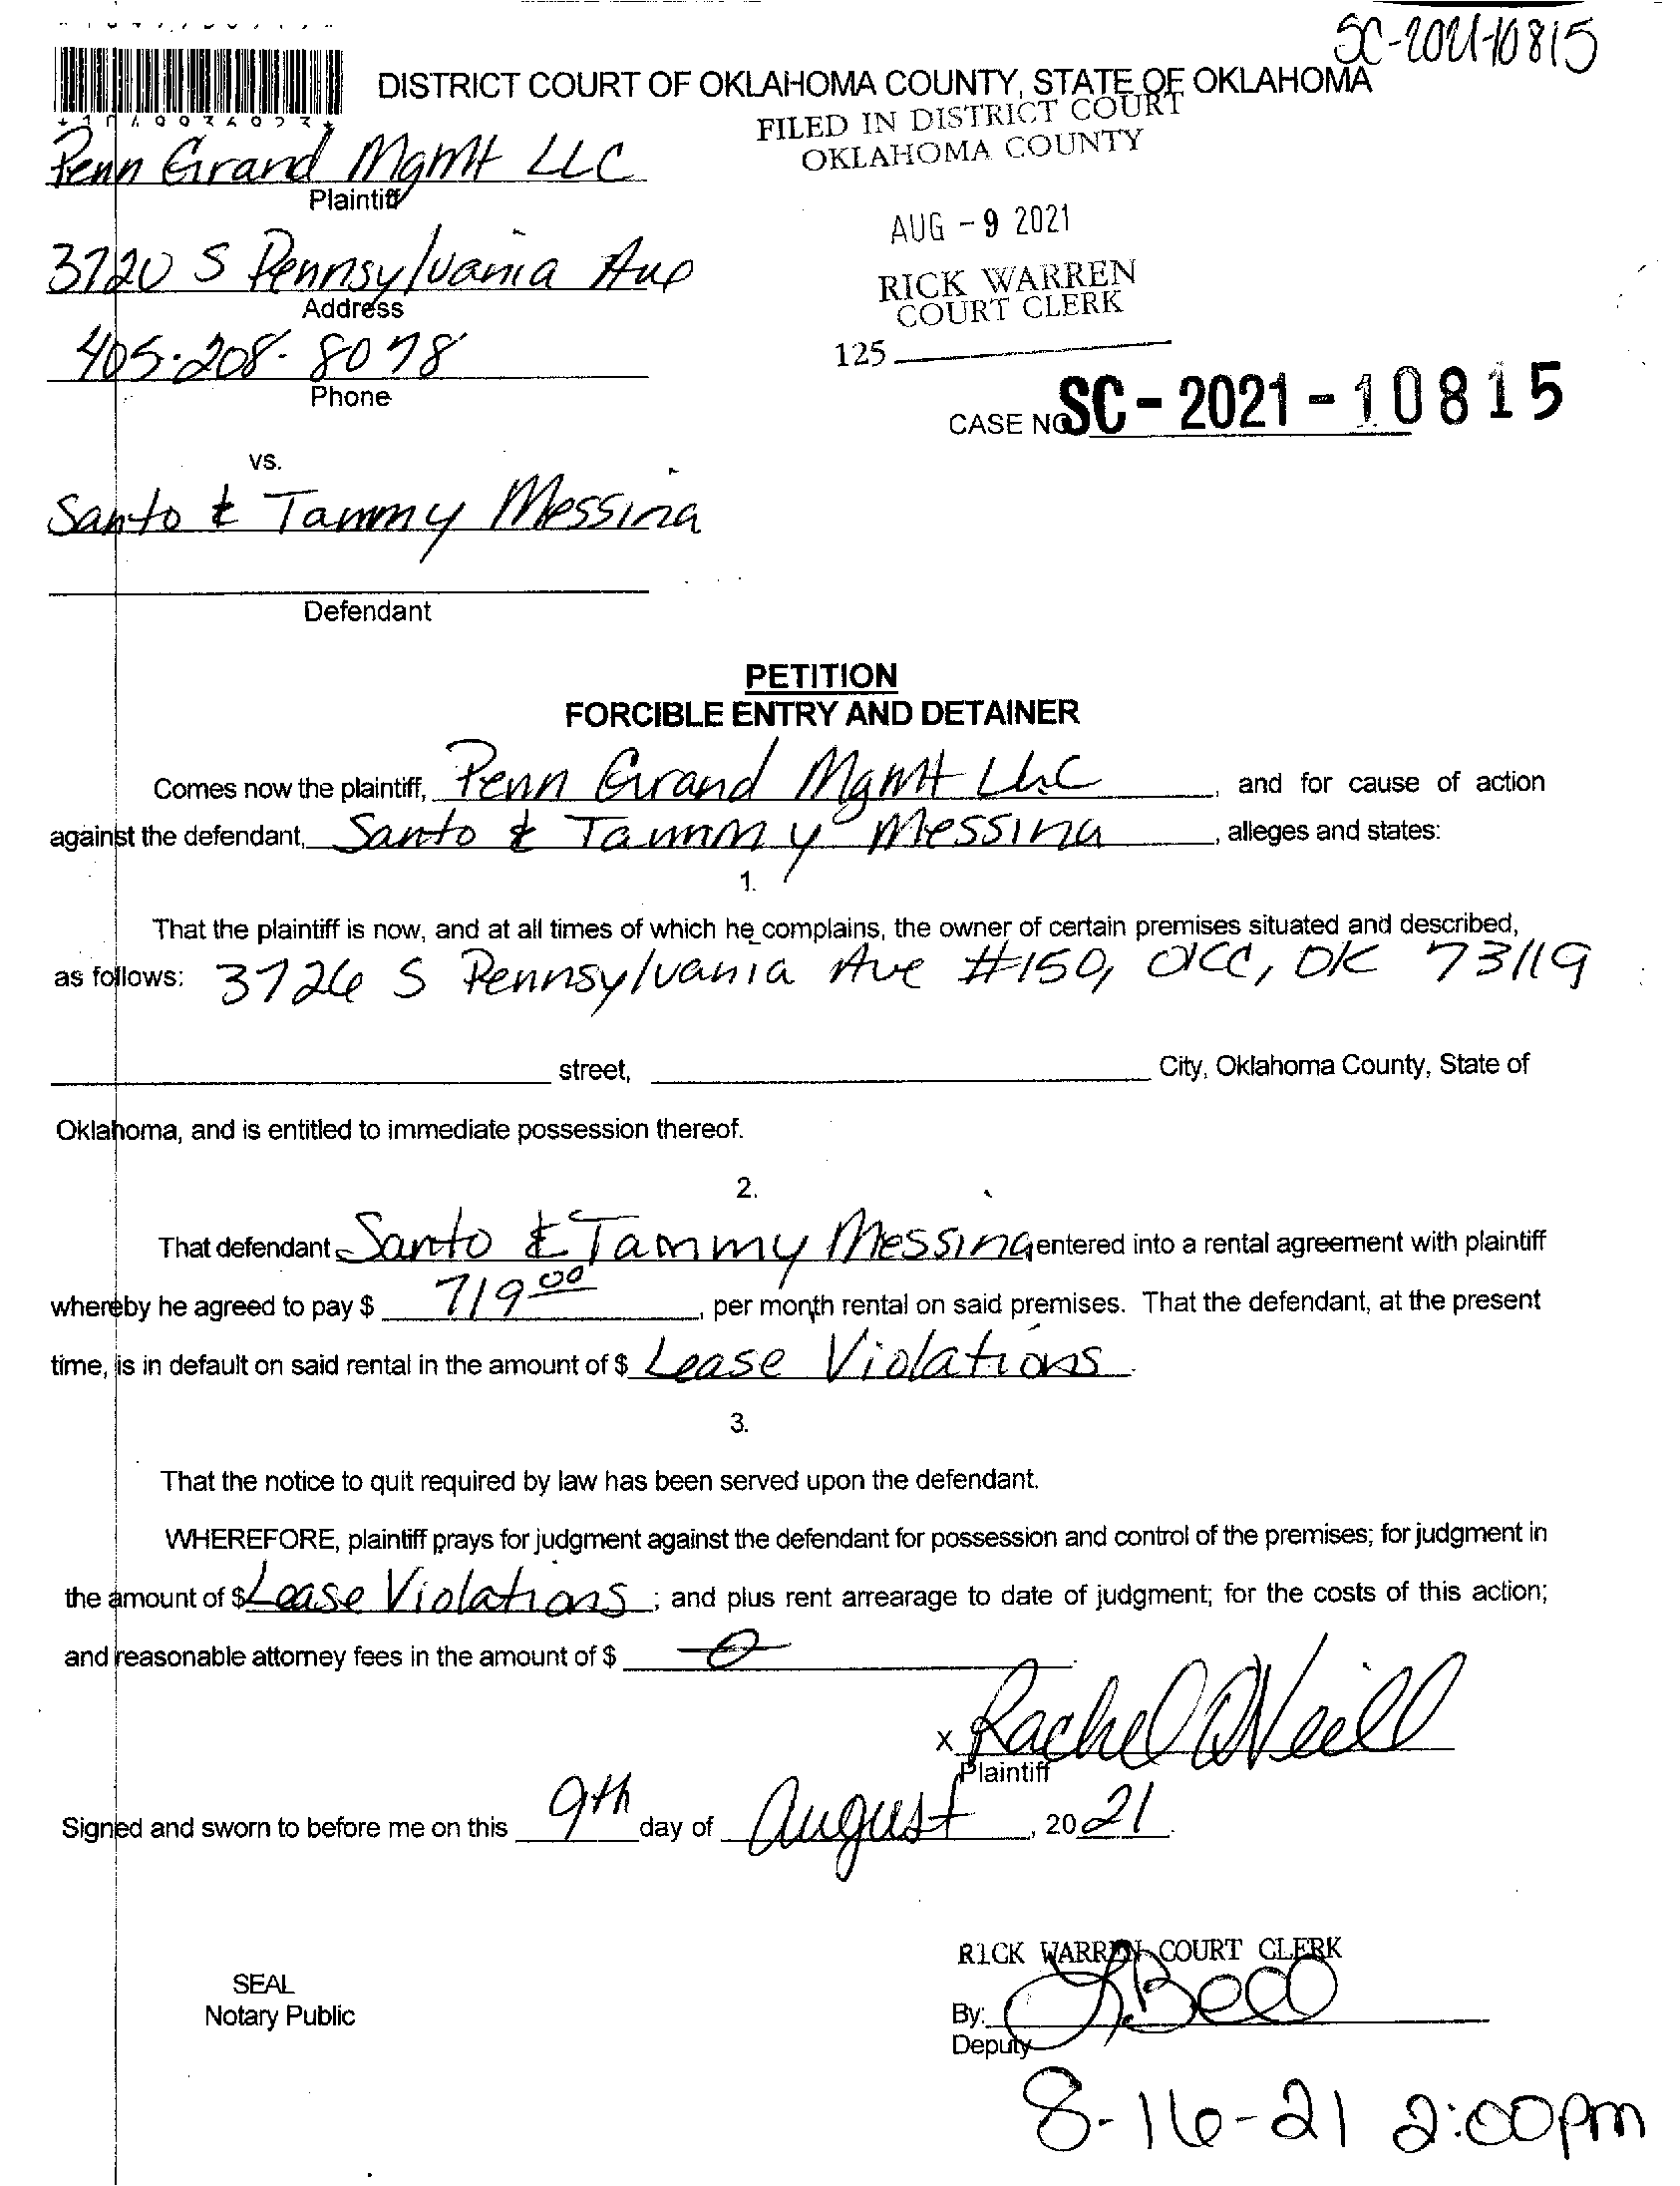 SC-2021-10815
DISTRICT COURT OF OKLAHOMA COUNTY, STATE OF OKLAHOMA
FILED IN DISTRICT COURT
OKLAHOMA COUNTY
Penn Grand Mgmt LLC
Plaintiff
AUG - 9 2021
3720 S Pennsylvania Ave
Address
RICK WARREN
COURT CLERK
405-208-8078
Phone
125
CASE NO SC-2021-10815
vs.
Santo & Tammy Messina
Defendant
PETITION
FORCIBLE ENTRY AND DETAINER
Comes now the plaintiff, Penn Grand Mgmt LLC, and for cause of action
against the defendant, Santo & Tammy Messina, alleges and states:
1.
That the plaintiff is now, and at all times of which he complains, the owner of certain premises situated and described,
as follows: 3726 S Pennsylvania Ave #150, OKC, OK 73119
street, City, Oklahoma County, State of
Oklahoma, and is entitled to immediate possession thereof.
2.
That defendant Santo & Tammy Messina entered into a rental agreement with plaintiff
whereby he agreed to pay $ 719.00, per month rental on said premises. That the defendant, at the present
time, is in default on said rental in the amount of $ Lease Violations.
3.
That the notice to quit required by law has been served upon the defendant.
WHEREFORE, plaintiff prays for judgment against the defendant for possession and control of the premises; for judgment in
the amount of $ Lease Violations; and plus rent arrearage to date of judgment; for the costs of this action;
and reasonable attorney fees in the amount of $ 0
x Rachel O'Neill
Plaintiff
Signed and sworn to before me on this 9th day of August, 20 21.
RICK WARREN COURT CLERK
SEAL
Notary Public
By:
Deputy
8-16-21 2:00pm